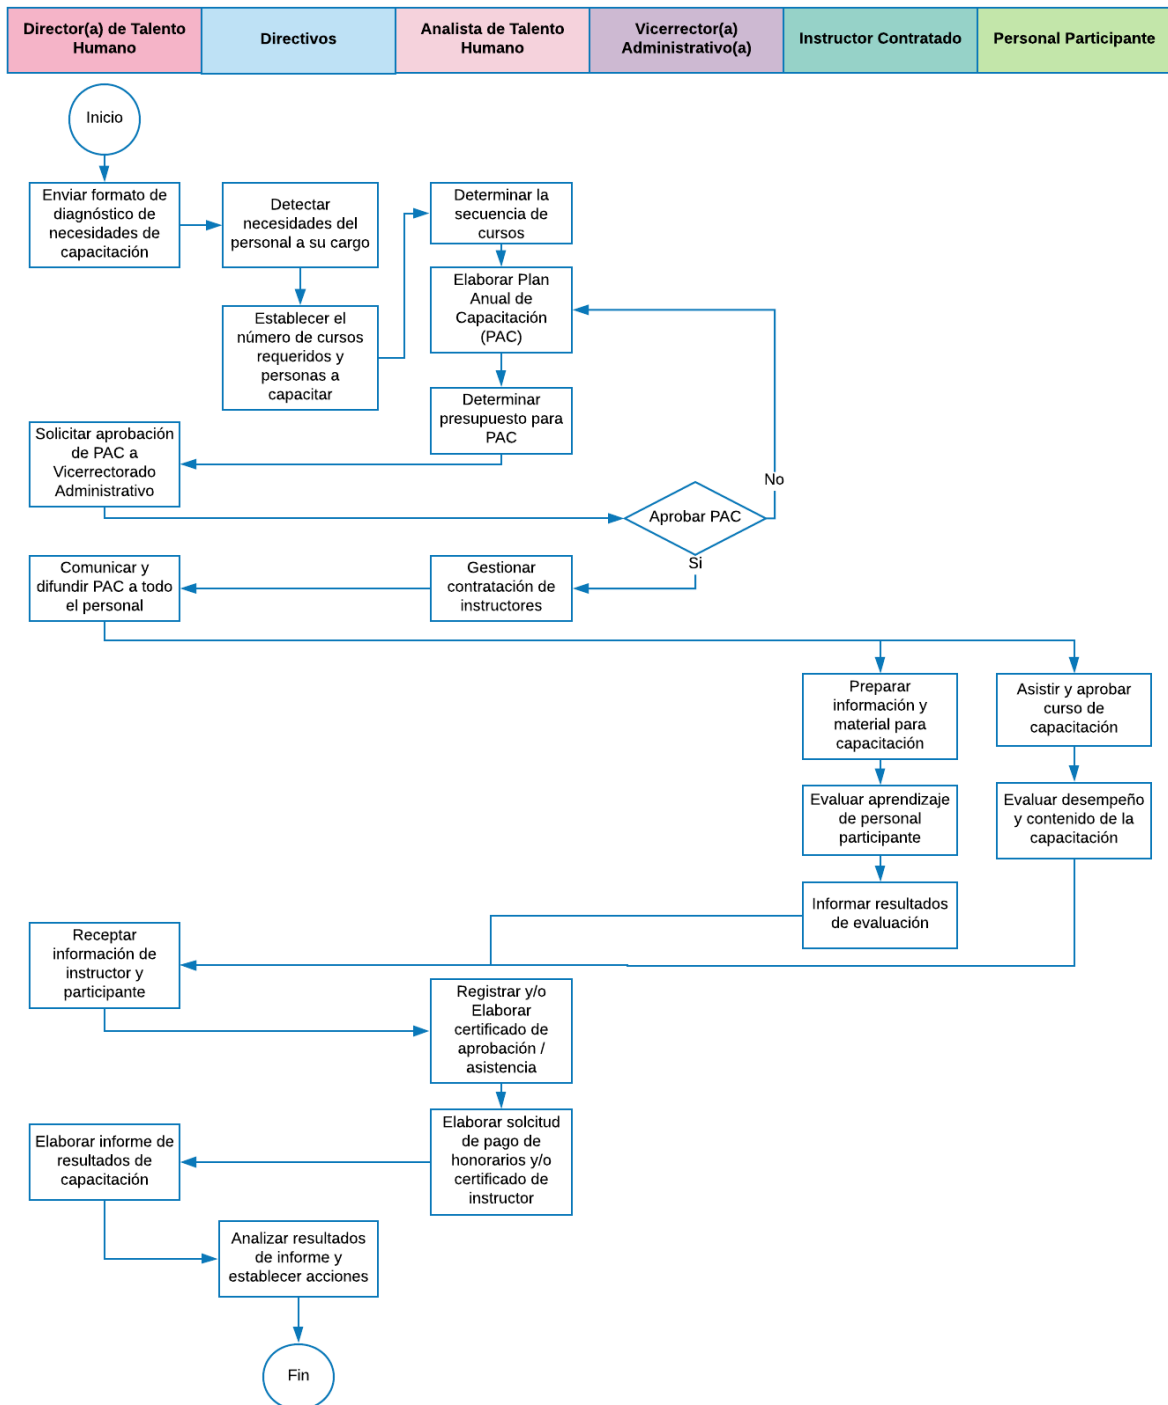 Director(a) de Talento
Humano
Directivos
Analista de Talento
Humano
Vicerrector(a)
Administrativo(a)
Instructor Contratado
Personal Participante
Inicio
Enviar formato de
diagnóstico de
necesidades de
capacitación
Detectar
necesidades del
personal a su cargo
Determinar la
secuencia de
cursos
Establecer el
número de cursos
requeridos y
personas a
capacitar
Elaborar Plan
Anual de
Capacitación
(PAC)
Determinar
presupuesto para
PAC
Solicitar aprobación
de PAC a
Vicerrectorado
Administrativo
Aprobar PAC
No
Si
Gestionar
contratación de
instructores
Comunicar y
difundir PAC a todo
el personal
Preparar
información y
material para
capacitación
Asistir y aprobar
curso de
capacitación
Evaluar aprendizaje
de personal
participante
Evaluar desempeño
y contenido de la
capacitación
Informar resultados
de evaluación
Receptar
información de
instructor y
participante
Registrar y/o
Elaborar
certificado de
aprobación /
asistencia
Elaborar solcitud
de pago de
honorarios y/o
certificado de
instructor
Elaborar informe de
resultados de
capacitación
Analizar resultados
de informe y
establecer acciones
Fin